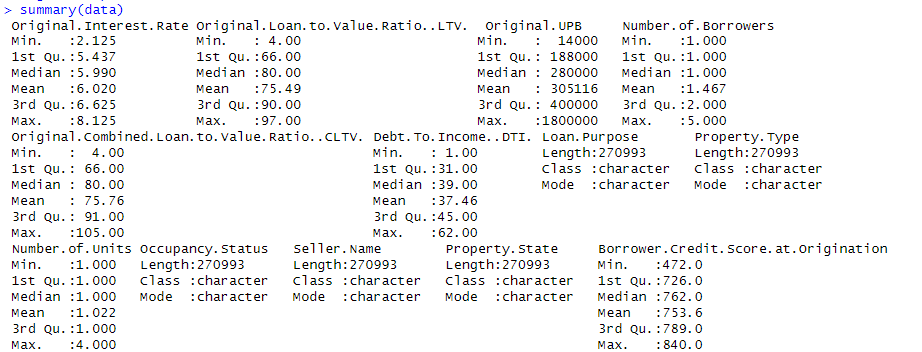 > summary(data)
Original.Interest.Rate Original.Loan.to.Value.Ratio..LTV.  Original.UPB     Number.of.Borrowers
Min.   :2.125          Min.   : 4.00                      Min.   :  14000   Min.   :1.000
1st Qu.:5.437          1st Qu.:66.00                      1st Qu.: 188000   1st Qu.:1.000
Median :5.990          Median :80.00                      Median : 280000   Median :1.000
Mean   :6.020          Mean   :75.49                      Mean   : 305116   Mean   :1.467
3rd Qu.:6.625          3rd Qu.:90.00                      3rd Qu.: 400000   3rd Qu.:2.000
Max.   :8.125          Max.   :97.00                      Max.   :1800000   Max.   :5.000
Original.Combined.Loan.to.Value.Ratio..CLTV. Debt.To.Income..DTI. Loan.Purpose       Property.Type
Min.   :  4.00                               Min.   : 1.00        Length:270993      Length:270993
1st Qu.: 66.00                               1st Qu.:31.00        Class :character   Class :character
Median : 80.00                               Median :39.00        Mode  :character   Mode  :character
Mean   : 75.76                               Mean   :37.46
3rd Qu.: 91.00                               3rd Qu.:45.00
Max.   :105.00                               Max.   :62.00
Number.of.Units Occupancy.Status   Seller.Name        Property.State     Borrower.Credit.Score.at.Origination
Min.   :1.000   Length:270993      Length:270993      Length:270993      Min.   :472.0
1st Qu.:1.000   Class :character   Class :character   Class :character   1st Qu.:726.0
Median :1.000   Mode  :character   Mode  :character   Mode  :character   Median :762.0
Mean   :1.022                                                            Mean   :753.6
3rd Qu.:1.000                                                            3rd Qu.:789.0
Max.   :4.000                                                            Max.   :840.0